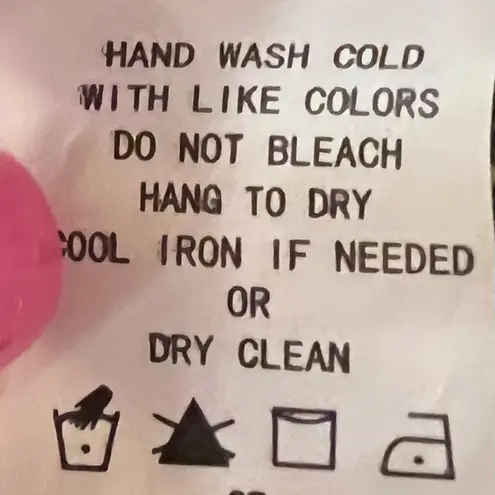 HAND WASH COLD
WITH LIKE COLORS
DO NOT BLEACH
HANG TO DRY
COOL IRON IF NEEDED
OR
DRY CLEAN